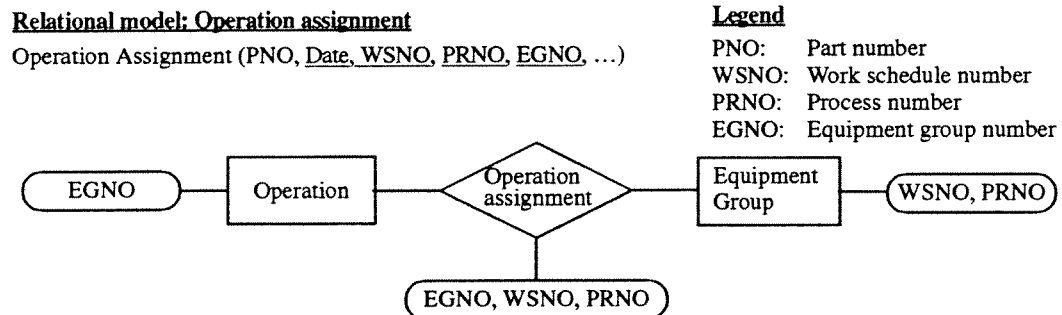 Relational model: Operation assignment
Operation Assignment (PNO, Date, WSNO, PRNO, EGNO, …)
Legend
PNO: Part number
WSNO: Work schedule number
PRNO: Process number
EGNO: Equipment group number
EGNO
Operation
Operation
assignment
Equipment
Group
WSNO, PRNO
EGNO, WSNO, PRNO